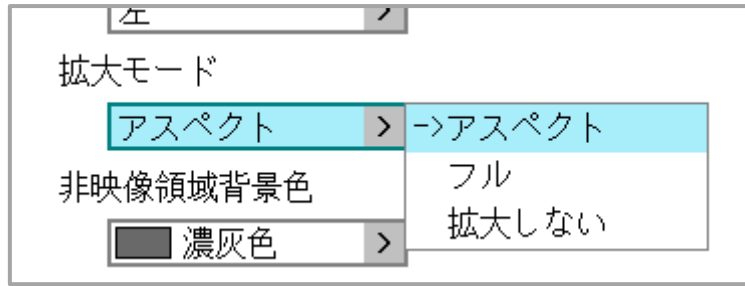 左 >
拡大モード
アスペクト > ->アスペクト
フル
非映像領域背景色
拡大しない
濃灰色 >